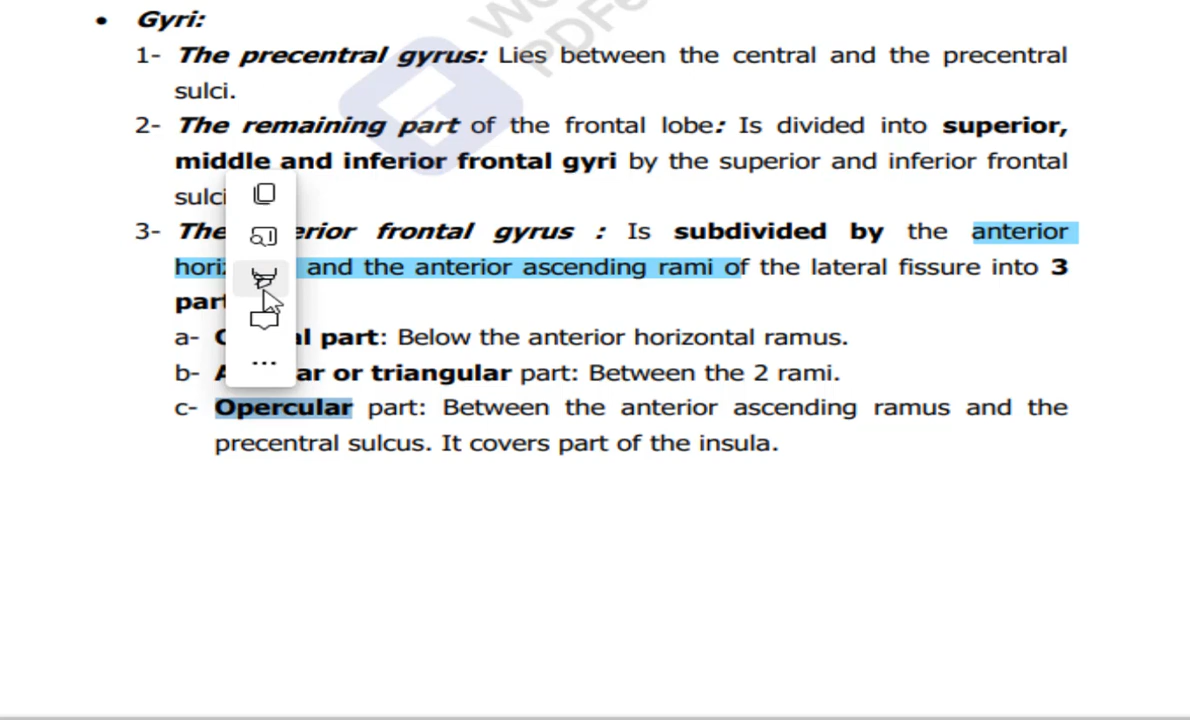 • Gyri:
1- The precentral gyrus: Lies between the central and the precentral
sulci.
2- The remaining part of the frontal lobe: Is divided into superior,
middle and inferior frontal gyri by the superior and inferior frontal
sulci
3- The erior frontal gyrus : Is subdivided by the anterior
hori and the anterior ascending rami of the lateral fissure into 3
part
a- al part: Below the anterior horizontal ramus.
b- ar or triangular part: Between the 2 rami.
c- Opercular part: Between the anterior ascending ramus and the
precentral sulcus. It covers part of the insula.